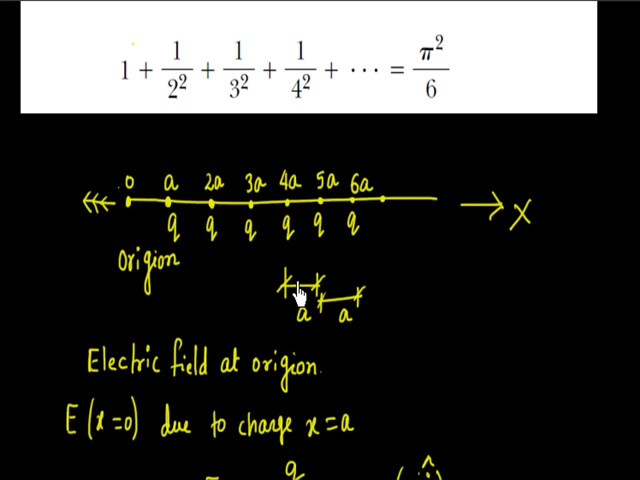 1 + 1/2² + 1/3² + 1/4² + ··· = π²/6
0 a 2a 3a 4a 5a 6a
X
q q q q q q
Origion
a a
Electric field at origion.
E (x=0) due to charge x=a
q